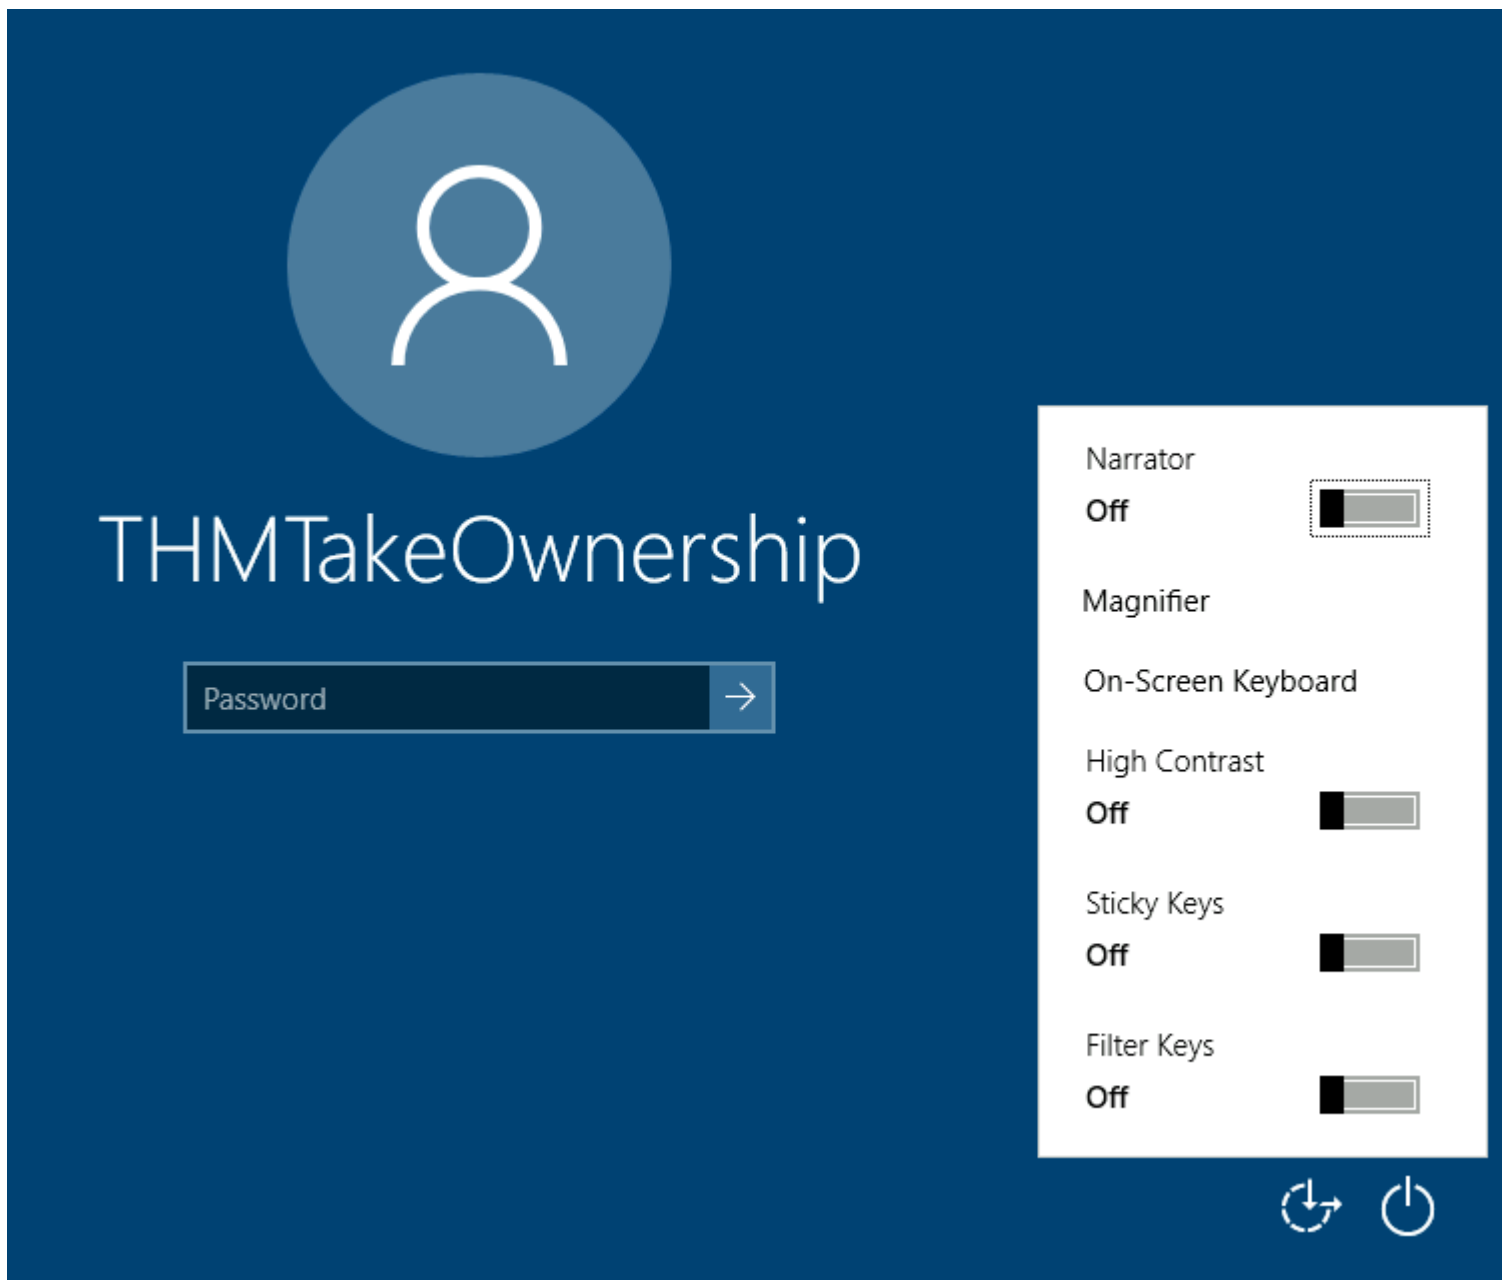 THMTakeOwnership
Password
Narrator
Off
Magnifier
On-Screen Keyboard
High Contrast
Off
Sticky Keys
Off
Filter Keys
Off